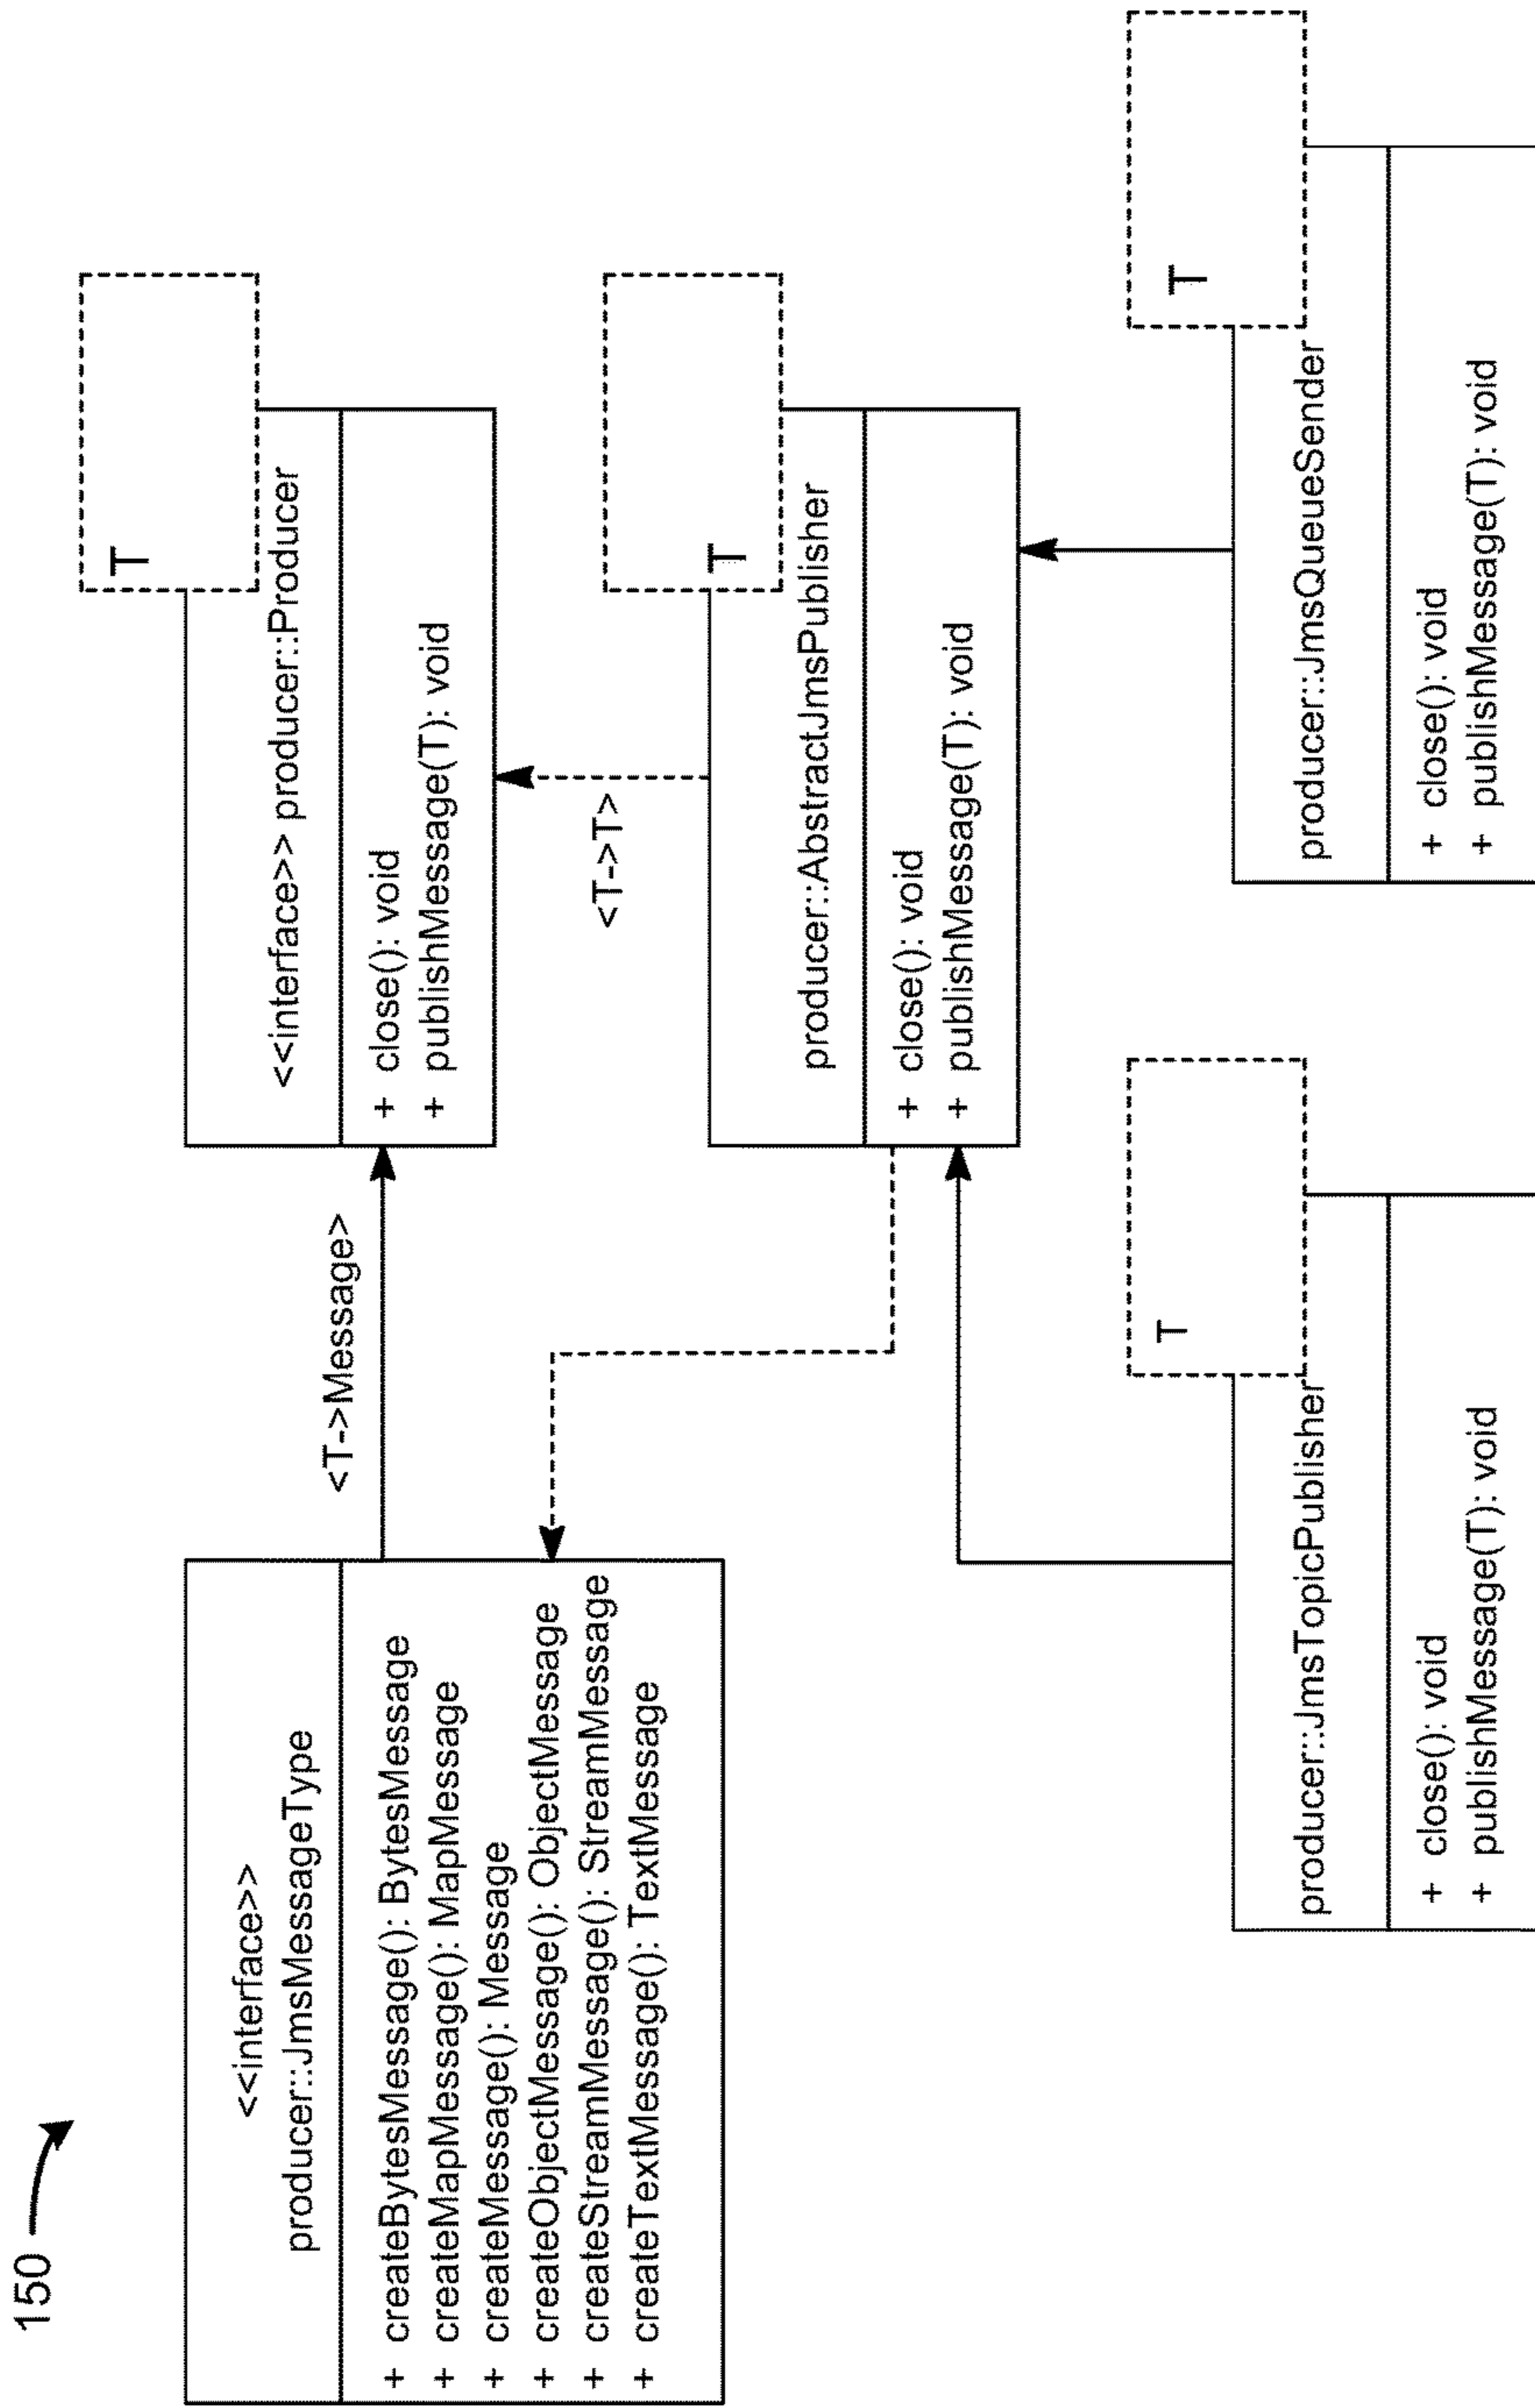 150
<<interface>>
producer::JmsMessageType
+ createBytesMessage(): BytesMessage
+ createMapMessage(): MapMessage
+ createMessage(): Message
+ createObjectMessage(): ObjectMessage
+ createStreamMessage(): StreamMessage
+ createTextMessage(): TextMessage
<T->Message>
T
<<interface>> producer::Producer
+ close(): void
+ publishMessage(T): void
<T->T>
T
producer::AbstractJmsPublisher
+ close(): void
+ publishMessage(T): void
T
producer::JmsTopicPublisher
+ close(): void
+ publishMessage(T): void
T
producer::JmsQueueSender
+ close(): void
+ publishMessage(T): void